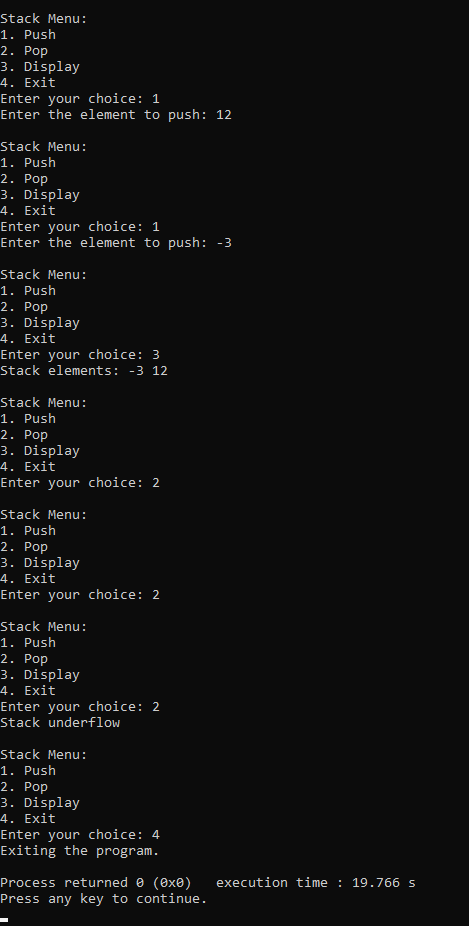 Stack Menu:
1. Push
2. Pop
3. Display
4. Exit
Enter your choice: 1
Enter the element to push: 12
Stack Menu:
1. Push
2. Pop
3. Display
4. Exit
Enter your choice: 1
Enter the element to push: -3
Stack Menu:
1. Push
2. Pop
3. Display
4. Exit
Enter your choice: 3
Stack elements: -3 12
Stack Menu:
1. Push
2. Pop
3. Display
4. Exit
Enter your choice: 2
Stack Menu:
1. Push
2. Pop
3. Display
4. Exit
Enter your choice: 2
Stack Menu:
1. Push
2. Pop
3. Display
4. Exit
Enter your choice: 2
Stack underflow
Stack Menu:
1. Push
2. Pop
3. Display
4. Exit
Enter your choice: 4
Exiting the program.
Process returned 0 (0x0)   execution time : 19.766 s
Press any key to continue.